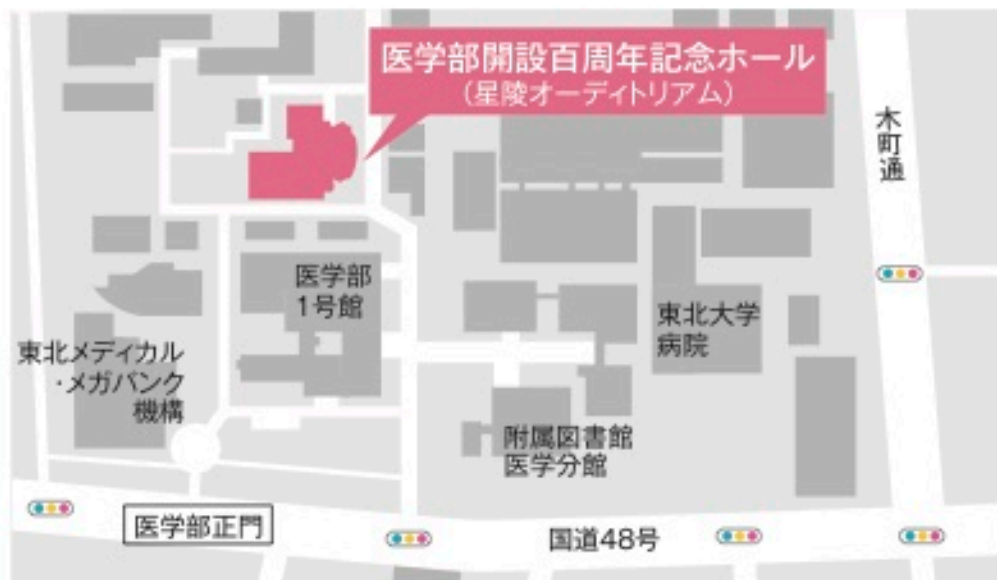 医学部開設百周年記念ホール
（星陵オーディトリアム）
木町通
医学部
1号館
東北大学
病院
東北メディカル
・メガバンク
機構
附属図書館
医学分館
医学部正門
国道48号